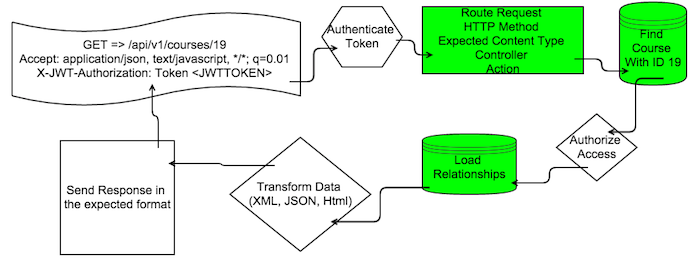 GET => /api/v1/courses/19
Accept: application/json, text/javascript, */*; q=0.01
X-JWT-Authorization: Token <JWTTOKEN>
Authenticate
Token
Route Request
HTTP Method
Expected Content Type
Controller
Action
Find
Course
With ID 19
Authorize
Access
Load
Relationships
Transform Data
(XML, JSON, Html)
Send Response in
the expected format